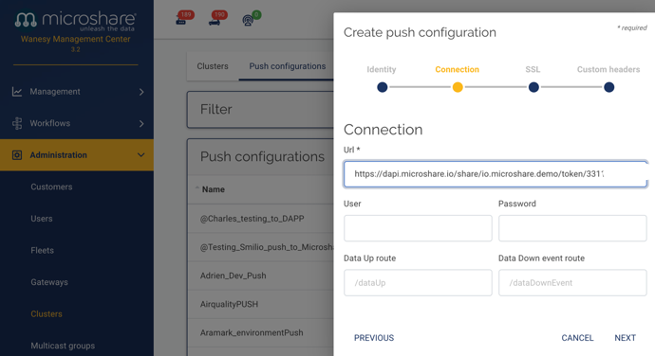 microshare
unleash the data
Wanesy Management Center
3.2
Management
Workflows
Administration
Customers
Users
Fleets
Gateways
Clusters
Multicast groups
189
190
0
Clusters
Push configurations
Filter
Push configurations
Name
@Charles_testing_to_DAPP
@Testing_Smilio_push_to_Microsha
Adrien_Dev_Push
AirqualityPUSH
Aramark_environmentPush
Create push configuration
* required
Identity
Connection
SSL
Custom headers
Connection
Url *
https://dapi.microshare.io/share/io.microshare.demo/token/331
User
Password
Data Up route
Data Down event route
/dataUp
/dataDownEvent
PREVIOUS
CANCEL
NEXT